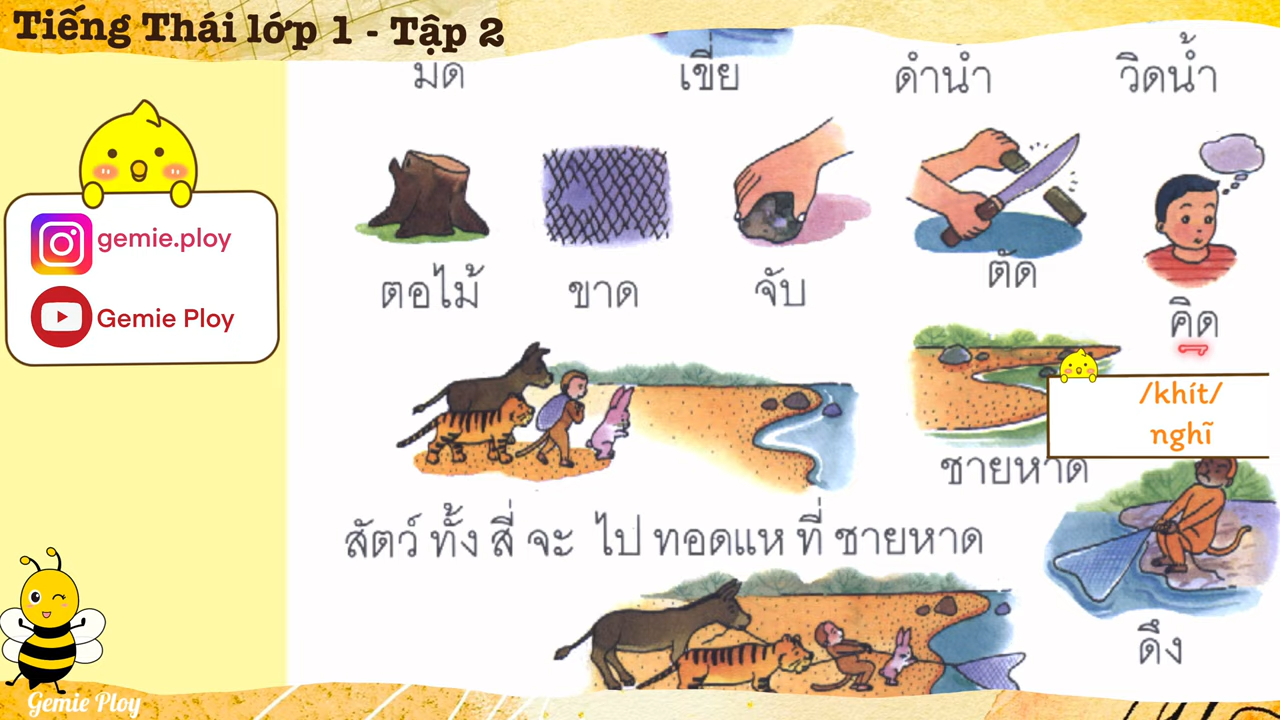 Tiếng Thái lớp 1 - Tập 2
มืด
เขี่ย
ดำน้ำ
วิดน้ำ
gemie.ploy
Gemie Ploy
ตอไม้
ขาด
จับ
ตัด
คิด
/khít/
nghĩ
ชายหาด
สัตว์ ทั้ง สี่ จะ ไป ทอดแห ที่ ชายหาด
ดึง
Gemie Ploy